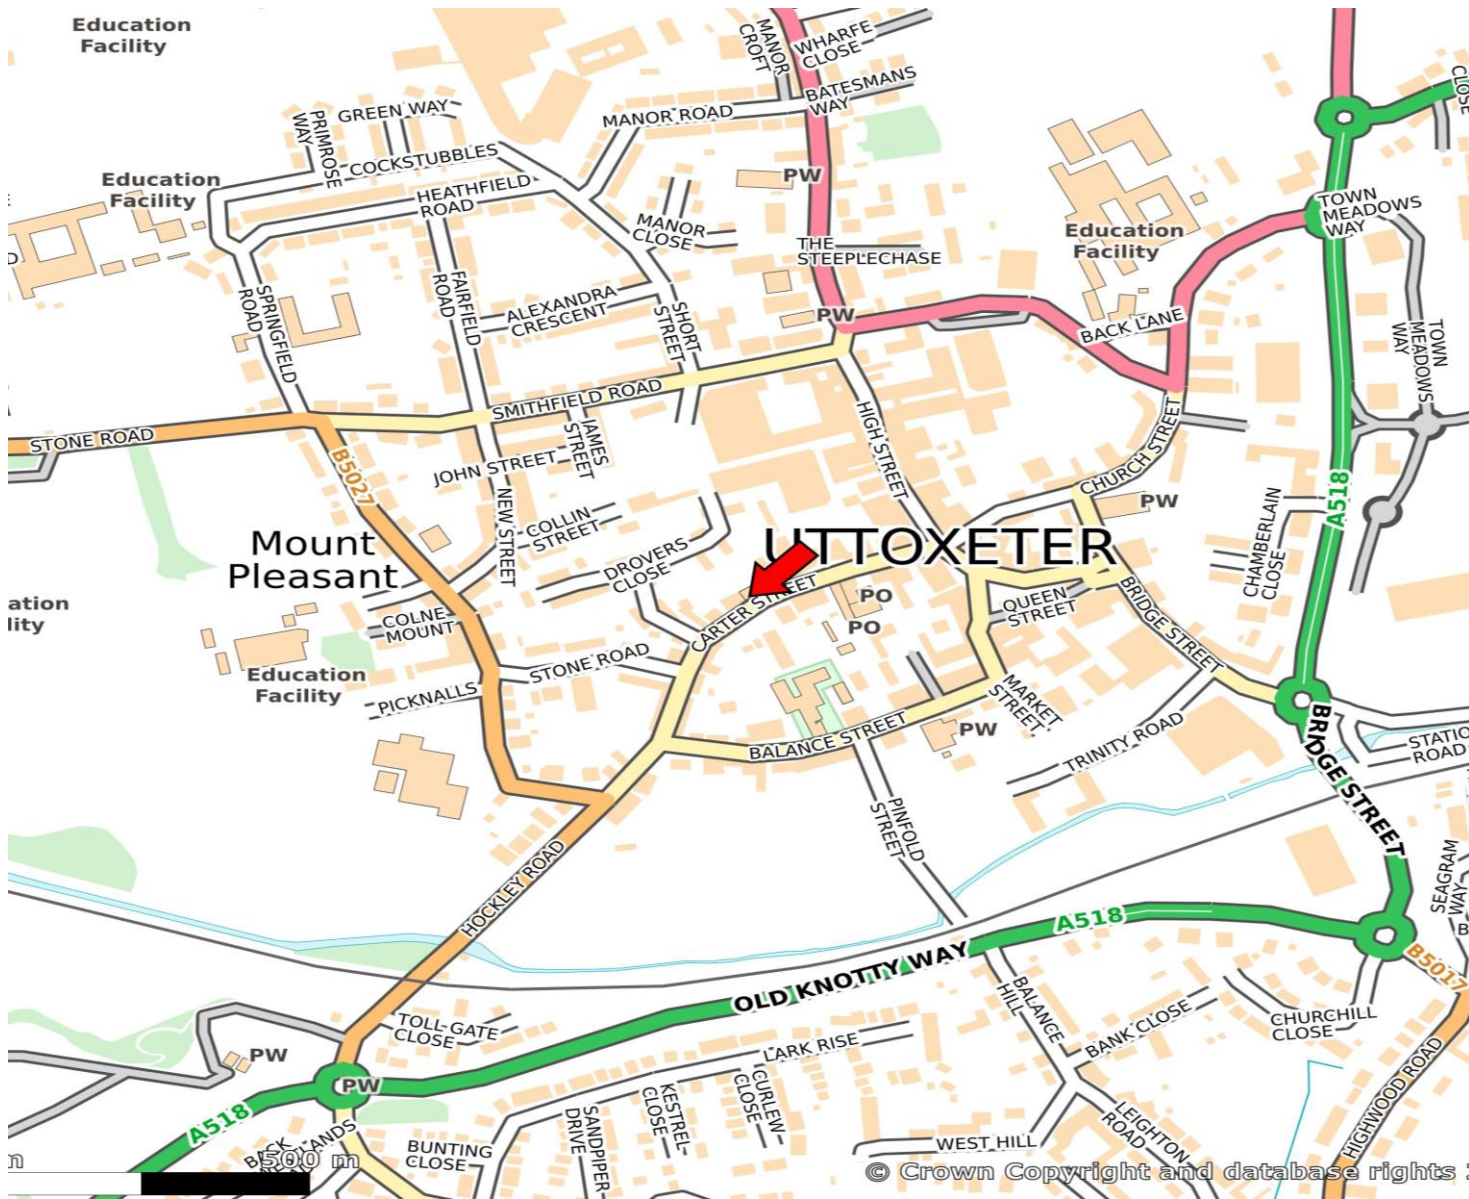 Education
Facility
MANOR
CROFT
WHARFE
CLOSE
BATESMANS
WAY
CLOSE
GREEN WAY
PRIMROSE
WAY
MANOR ROAD
COCKSTUBBLES
Education
Facility
HEATHFIELD
ROAD
PW
TOWN
MEADOWS
WAY
MANOR
CLOSE
THE
STEEPLECHASE
Education
Facility
SPRINGFIELD
ROAD
FAIRFIELD
ROAD
ALEXANDRA
CRESCENT
SHORT
STREET
PW
BACK LANE
TOWN
MEADOWS
WAY
STONE ROAD
SMITHFIELD ROAD
JAMES
STREET
HIGH STREET
CHURCH STREET
B5027
JOHN STREET
NEW STREET
COLLIN
STREET
PW
A518
CHAMBERLAIN
CLOSE
Mount
Pleasant
DROVERS
CLOSE
UTTOXETER
ation
lity
COLNE
MOUNT
CARTER STREET
PO
PO
QUEEN
STREET
BRIDGE STREET
Education
Facility
PICKNALLS
STONE ROAD
MARKET
STREET
BALANCE STREET
PW
TRINITY ROAD
BRIDGE STREET
STATIO
ROAD
PINFOLD
STREET
HOCKLEY ROAD
SEAGRAM
WAY
B
A518
B5017
OLD KNOTTY WAY
BALANCE
HILL
TOLL-GATE
CLOSE
BANK CLOSE
CHURCHILL
CLOSE
PW
PW
LARK RISE
HIGHWOOD ROAD
A518
KESTREL
CLOSE
CURLEW
CLOSE
SANDPIPER
DRIVE
LEIGHTON
ROAD
BUNTING
CLOSE
WEST HILL
BACK
500 m
© Crown Copyright and database rights 2